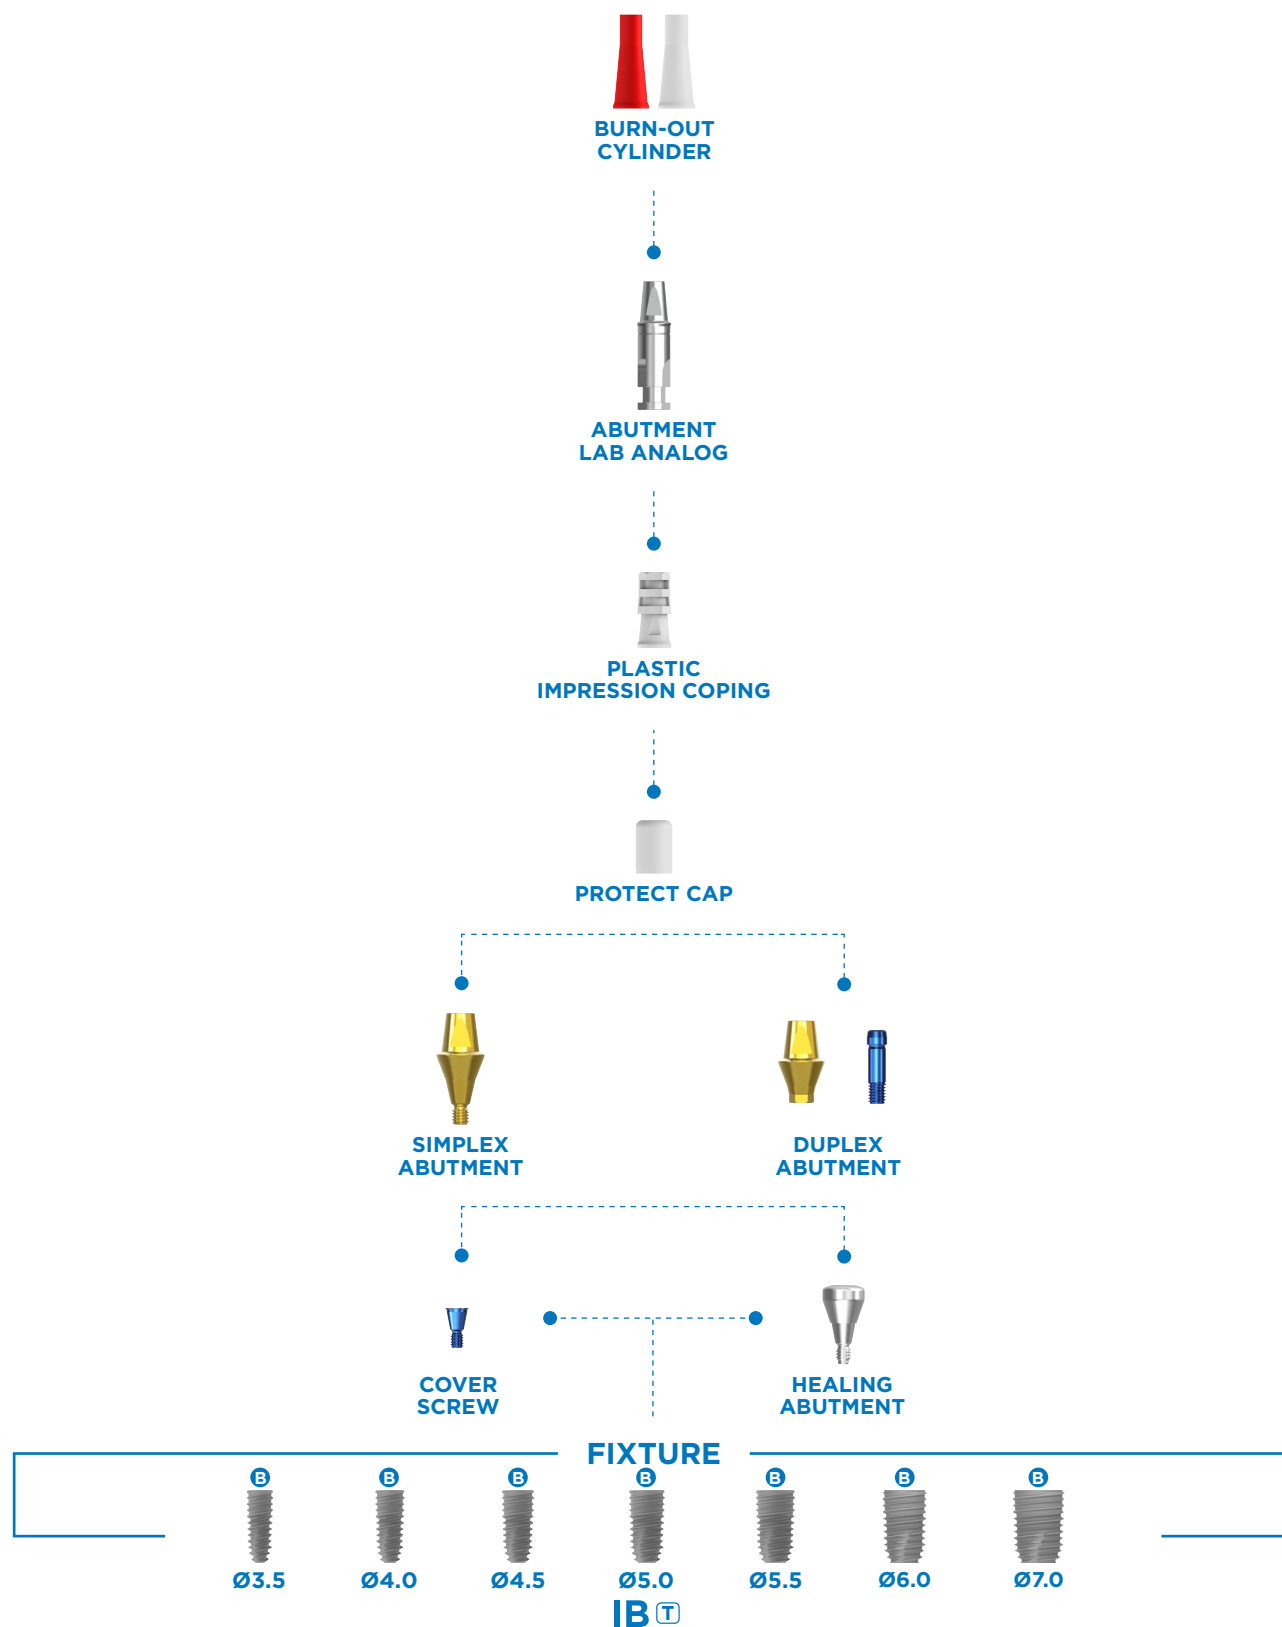 BURN-OUT
CYLINDER
ABUTMENT
LAB ANALOG
PLASTIC
IMPRESSION COPING
PROTECT CAP
SIMPLEX
ABUTMENT
DUPLEX
ABUTMENT
COVER
SCREW
HEALING
ABUTMENT
FIXTURE
B B B B B B B
Ø3.5 Ø4.0 Ø4.5 Ø5.0 Ø5.5 Ø6.0 Ø7.0
IB T